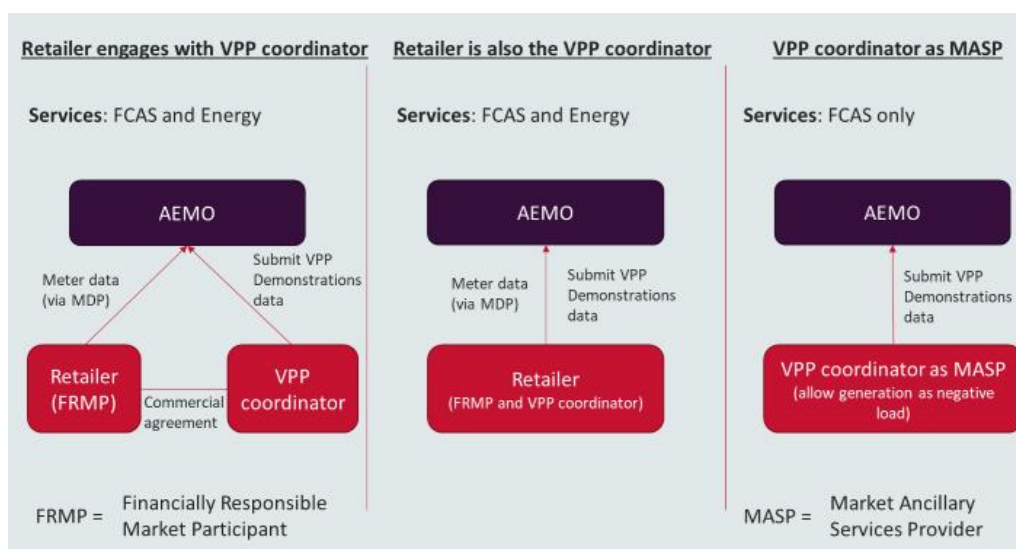 Retailer engages with VPP coordinator
Services: FCAS and Energy
AEMO
Meter data
(via MDP)
Submit VPP
Demonstrations
data
Retailer
(FRMP)
Commercial
agreement
VPP
coordinator
FRMP =
Financially Responsible
Market Participant
Retailer is also the VPP coordinator
Services: FCAS and Energy
AEMO
Meter data
(via MDP)
Submit VPP
Demonstrations
data
Retailer
(FRMP and VPP coordinator)
VPP coordinator as MASP
Services: FCAS only
AEMO
Submit VPP
Demonstrations
data
VPP coordinator as MASP
(allow generation as negative
load)
MASP =
Market Ancillary
Services Provider